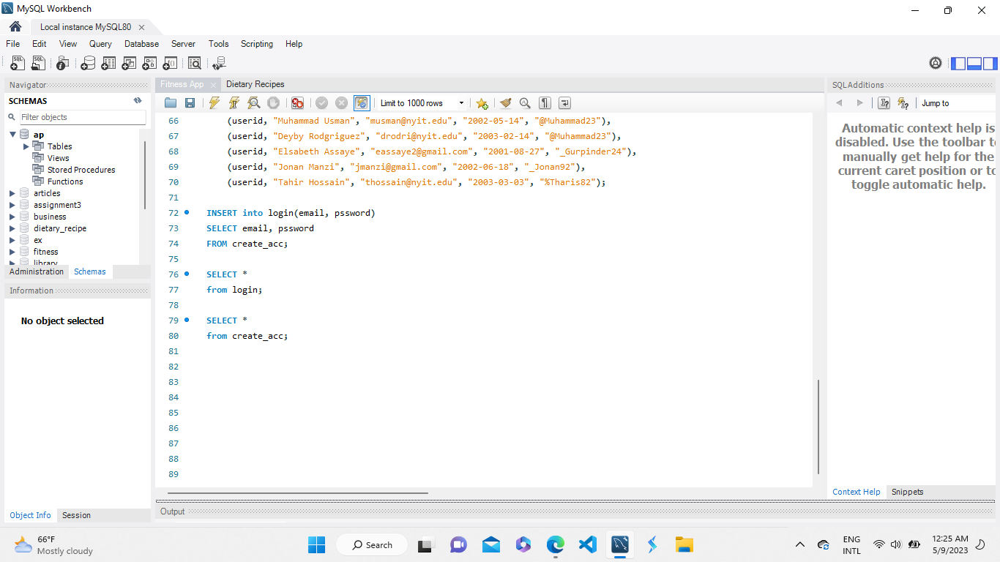 MySQL Workbench
Local instance MySQL80
File Edit View Query Database Server Tools Scripting Help
Navigator
SCHEMAS
Filter objects
ap
Tables
Views
Stored Procedures
Functions
articles
assignment3
business
dietary_recipe
ex
fitness
library
Administration Schemas
Information
No object selected
Object Info Session
Fitness App Dietary Recipes
Limit to 1000 rows
66 (userid, "Muhammad Usman", "musman@nyit.edu", "2002-05-14", "@Muhammad23"),
67 (userid, "Deyby Rodgriguez", "drodri@nyit.edu", "2003-02-14", "@Muhammad23"),
68 (userid, "Elsabeth Assaye", "eassaye2@gmail.com", "2001-08-27", "_Gurpinder24"),
69 (userid, "Jonan Manzi", "jmanzi@gmail.com", "2002-06-18", "_Jonan92"),
70 (userid, "Tahir Hossain", "thossain@nyit.edu", "2003-03-03", "%Tharis82");
71
72 INSERT into login(email, pssword)
73 SELECT email, pssword
74 FROM create_acc;
75
76 SELECT *
77 from login;
78
79 SELECT *
80 from create_acc;
81
82
83
84
85
86
87
88
89
Output
SQLAdditions
Jump to
Automatic context help is
disabled. Use the toolbar to
manually get help for the
current caret position or to
toggle automatic help.
Context Help Snippets
66°F
Mostly cloudy
Search
ENG
INTL
12:25 AM
5/9/2023